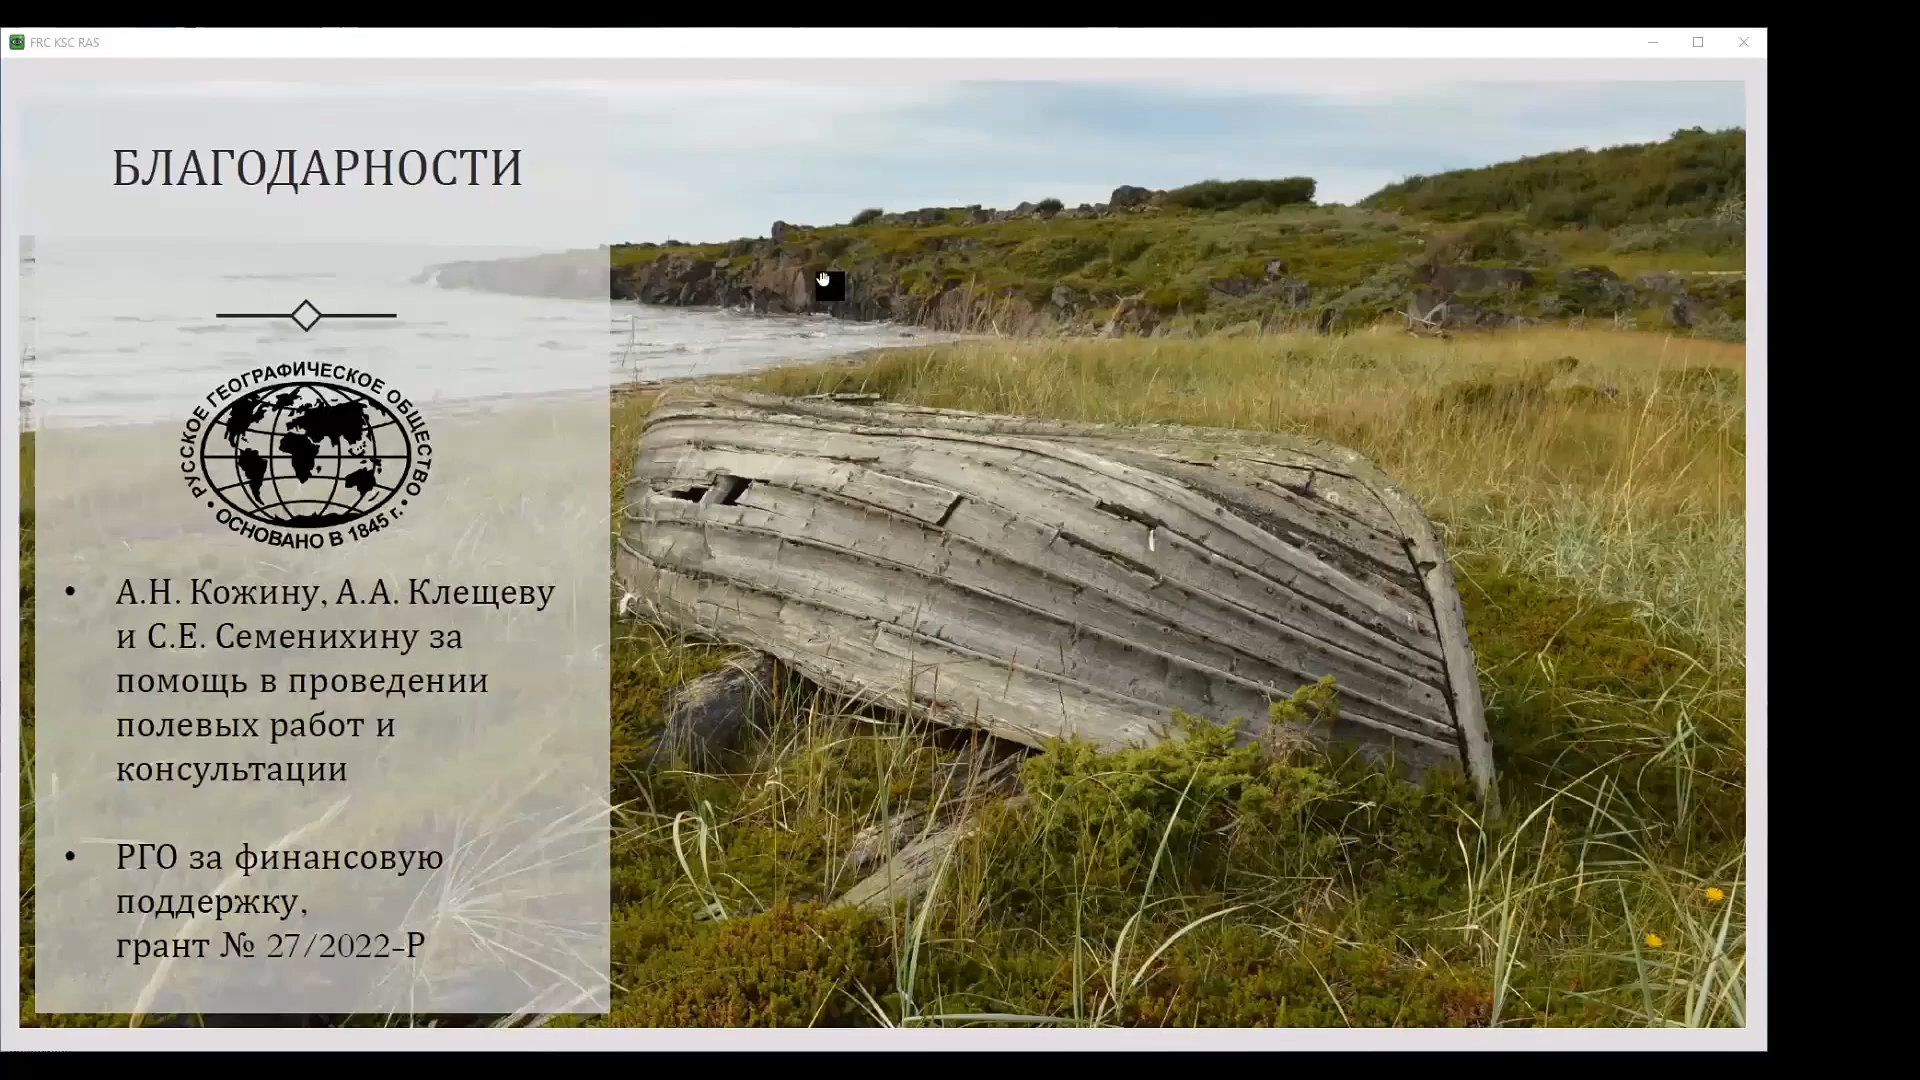 FRC KSC RAS
БЛАГОДАРНОСТИ
РУССКОЕ ГЕОГРАФИЧЕСКОЕ ОБЩЕСТВО
• ОСНОВАНО В 1845 г. •
• А.Н. Кожину, А.А. Клещеву
и С.Е. Семенихину за
помощь в проведении
полевых работ и
консультации
• РГО за финансовую
поддержку,
грант № 27/2022-Р